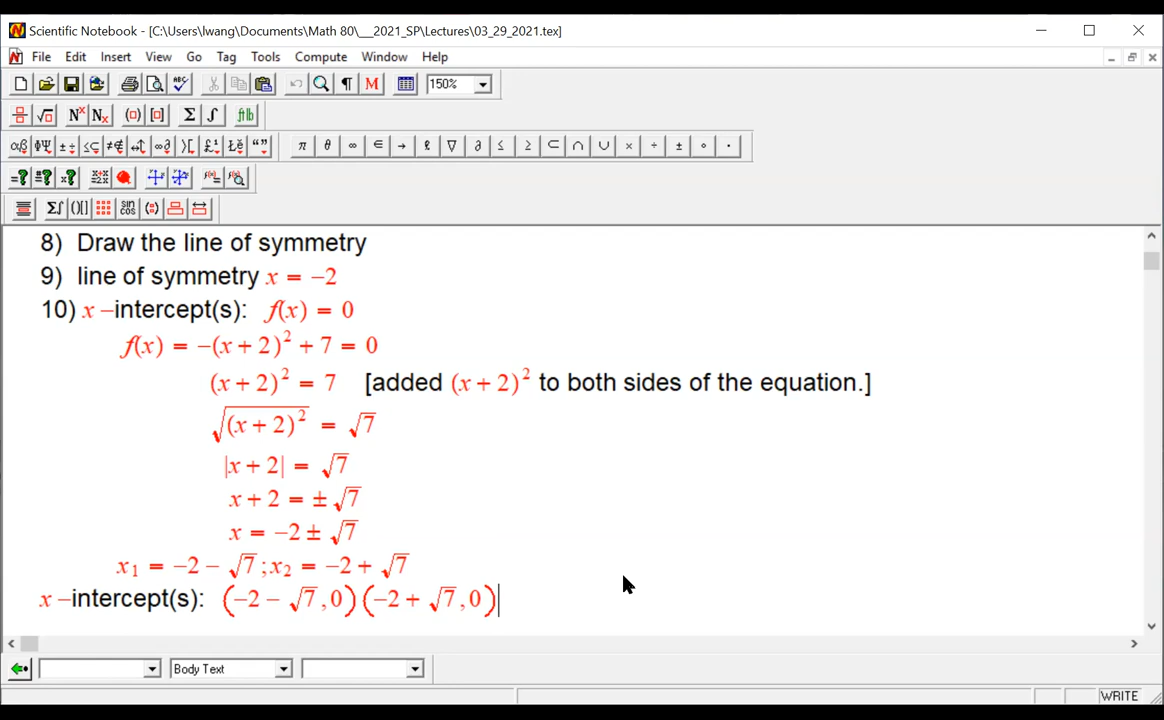 Scientific Notebook - [C:\Users\lwang\Documents\Math 80\__2021_SP\Lectures\03_29_2021.tex]
File Edit Insert View Go Tag Tools Compute Window Help
150%
8) Draw the line of symmetry
9) line of symmetry x = −2
10) x −intercept(s): f(x) = 0
f(x) = −(x + 2)² + 7 = 0
(x + 2)² = 7 [added (x + 2)² to both sides of the equation.]
√(x + 2)² = √7
|x + 2| = √7
x + 2 = ± √7
x = −2 ± √7
x₁ = −2 − √7 ; x₂ = −2 + √7
x −intercept(s): (−2 − √7, 0) (−2 + √7, 0)
Body Text
WRITE